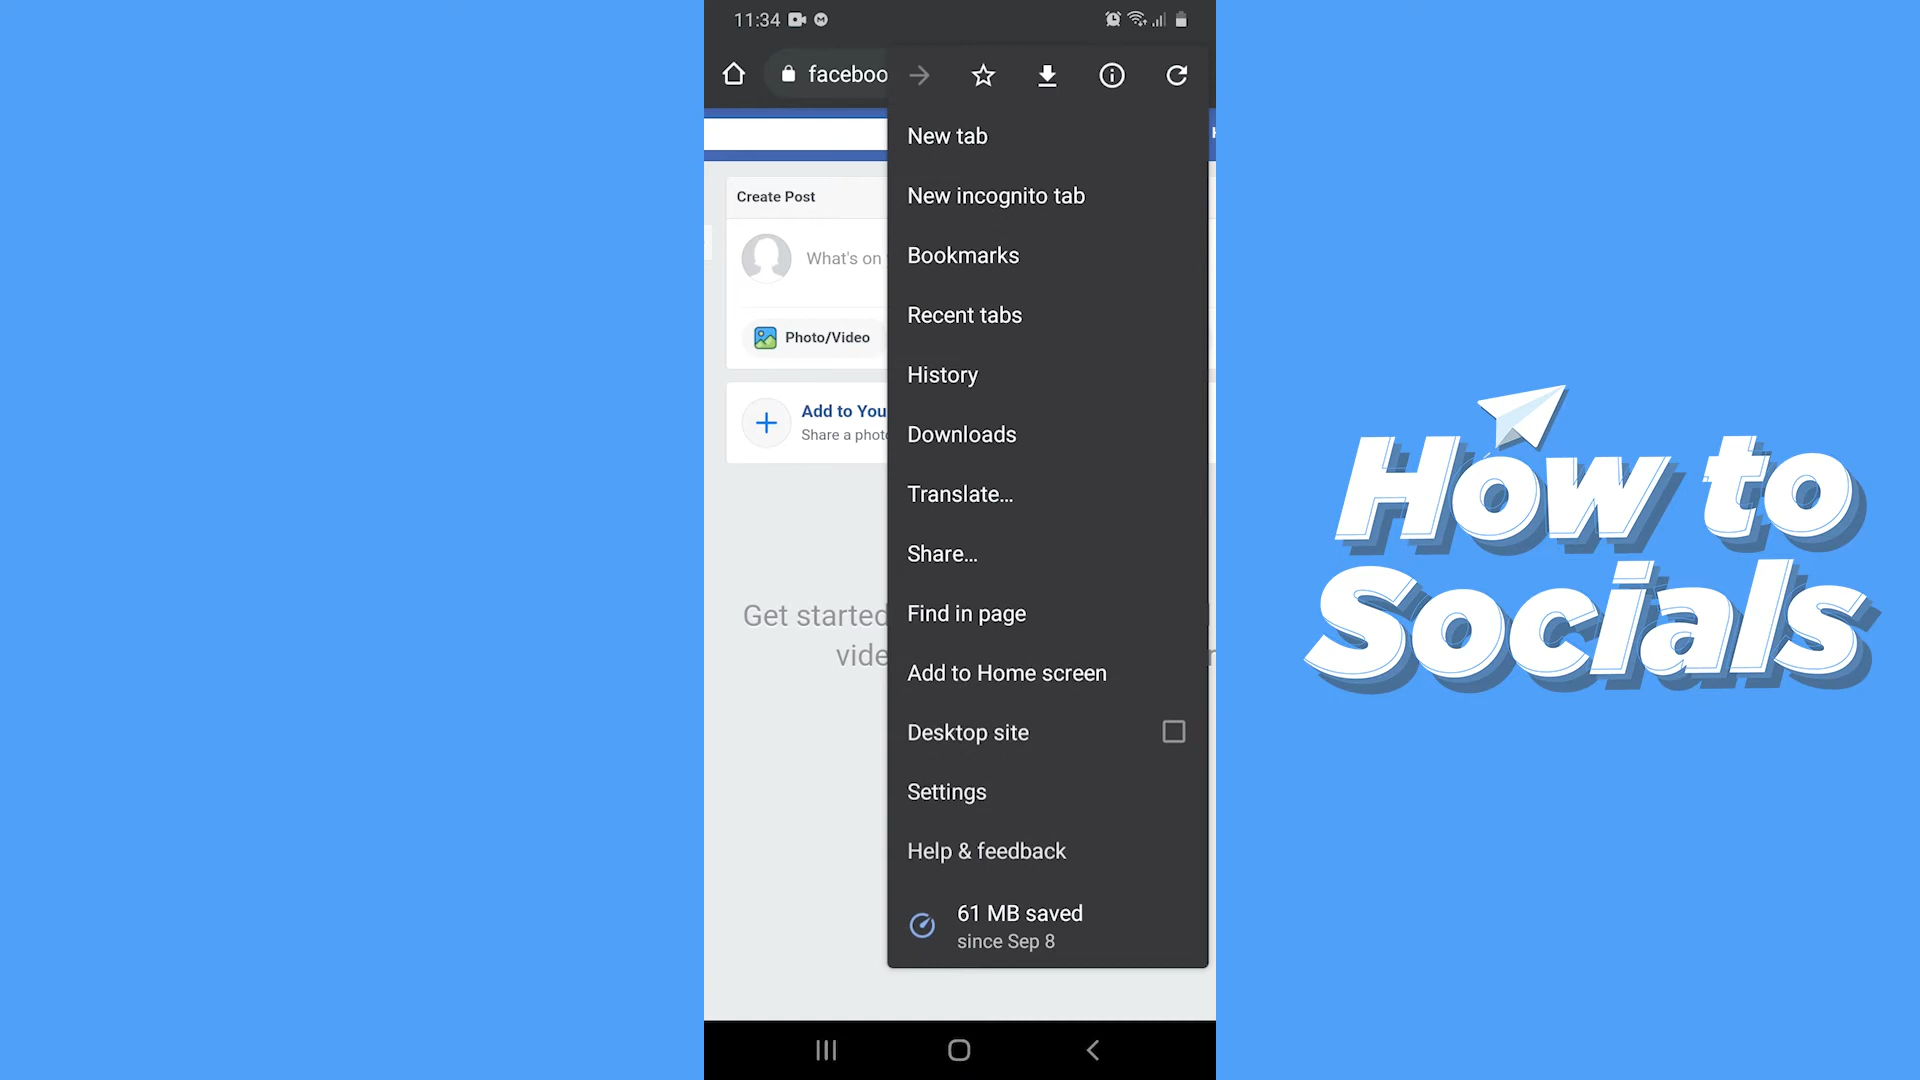 11:34
faceboo
New tab
New incognito tab
Bookmarks
Recent tabs
History
Downloads
Translate...
Share...
Find in page
Add to Home screen
Desktop site
Settings
Help & feedback
61 MB saved
since Sep 8
Create Post
What's on
Photo/Video
Add to You
Share a phot
Get started
vide
How to
Socials